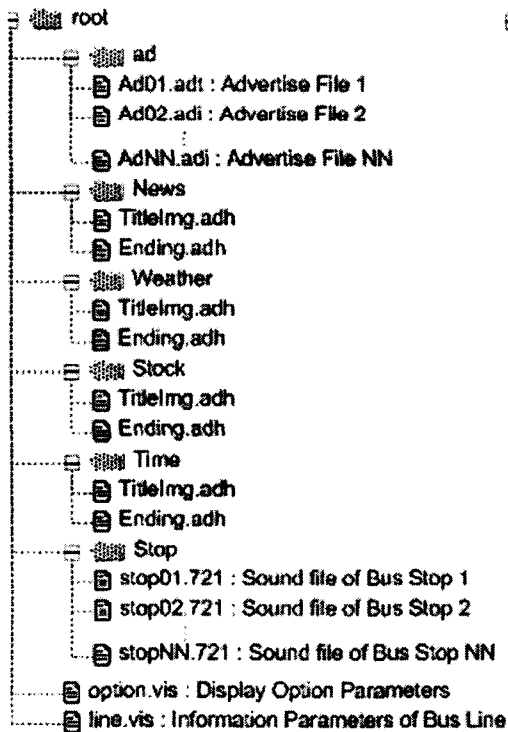 root
ad
Ad01.adt : Advertise File 1
Ad02.adi : Advertise File 2
AdNN.adi : Advertise File NN
News
TitleImg.adh
Ending.adh
Weather
TitleImg.adh
Ending.adh
Stock
TitleImg.adh
Ending.adh
Time
TitleImg.adh
Ending.adh
Stop
stop01.721 : Sound file of Bus Stop 1
stop02.721 : Sound file of Bus Stop 2
stopNN.721 : Sound file of Bus Stop NN
option.vis : Display Option Parameters
line.vis : Information Parameters of Bus Line